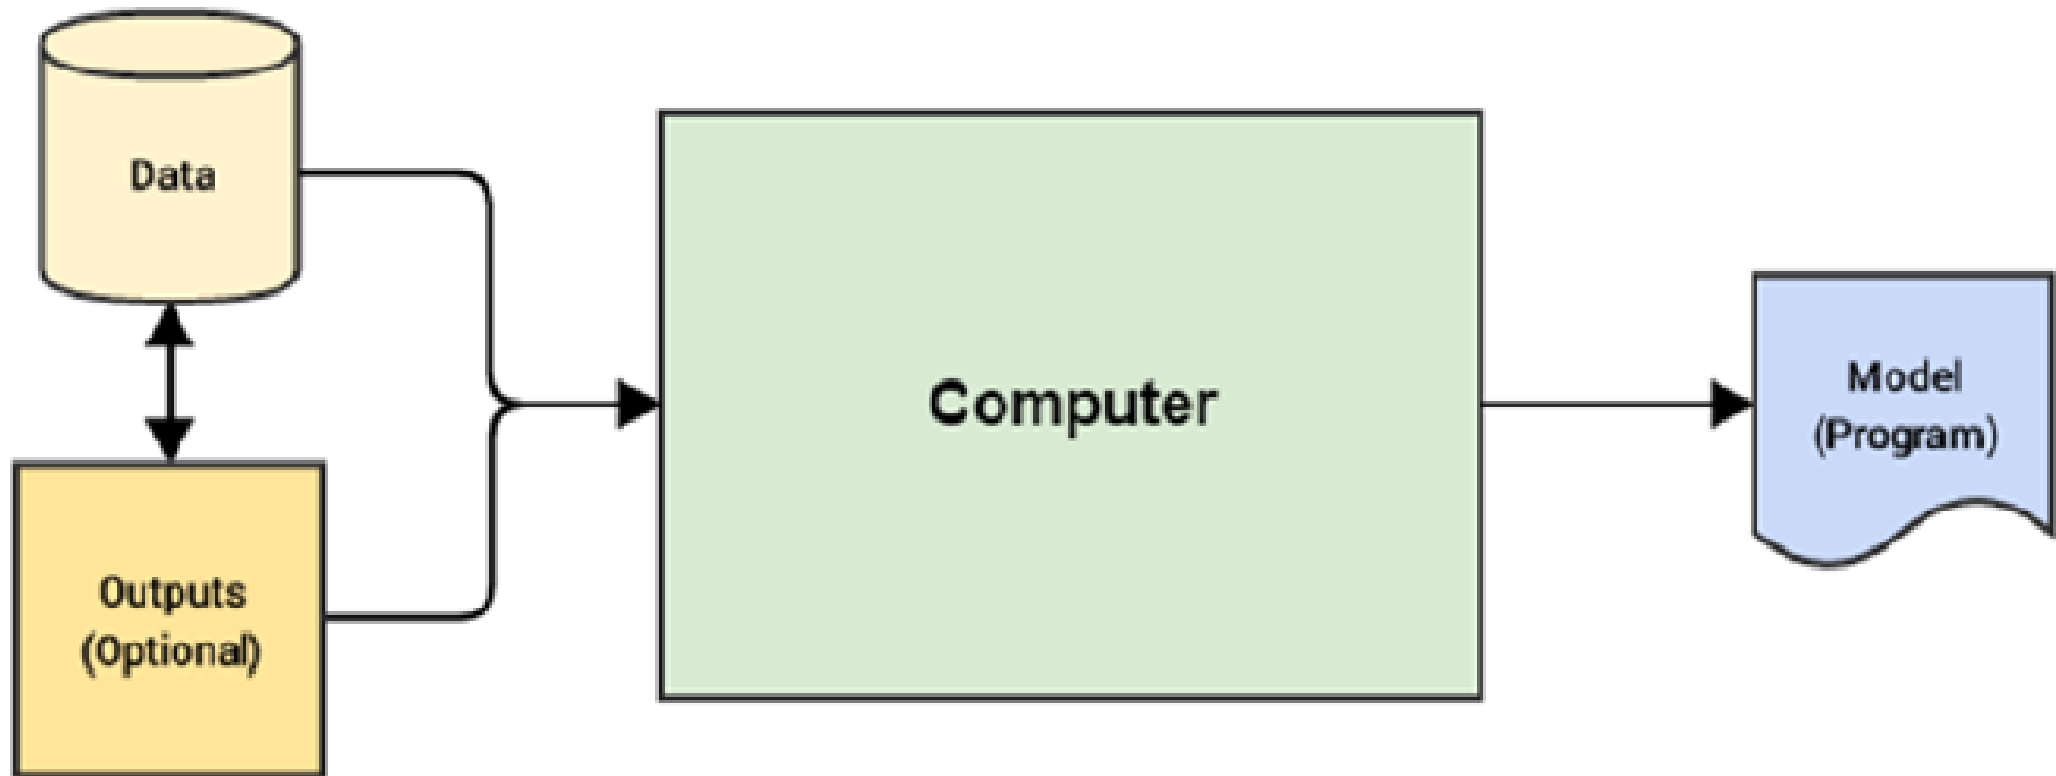 Data
Outputs
(Optional)
Computer
Model
(Program)